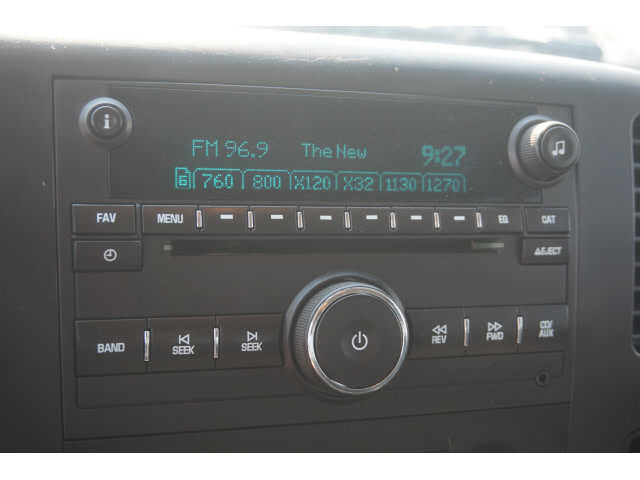 i
FM 96.9 The New 9:27
6 760 800 X120 X32 1130 1270
FAV MENU EQ CAT
EJECT
BAND SEEK SEEK REV FWD CD/AUX